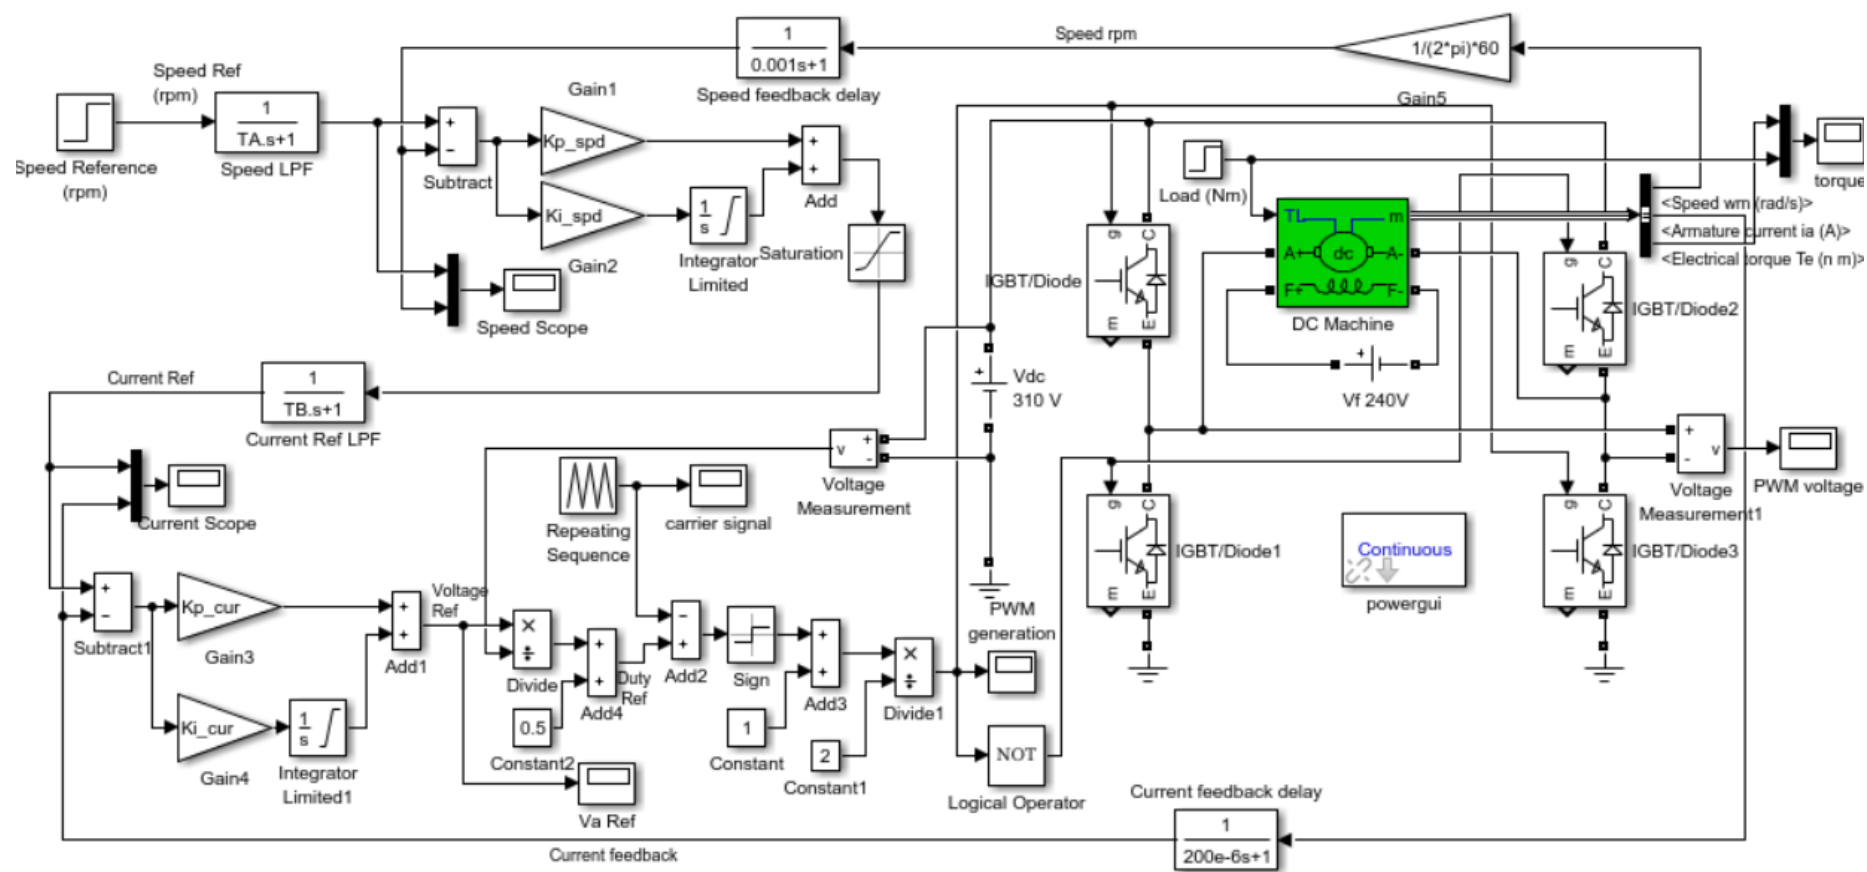 1
0.001s+1
Speed feedback delay
Speed rpm
1/(2*pi)*60
Gain5
Speed Ref
(rpm)
Speed Reference
(rpm)
1
TA.s+1
Speed LPF
+
−
Subtract
Gain1
Kp_spd
Ki_spd
Gain2
1
s
Integrator
Limited
+
+
Add
Saturation
Speed Scope
Load (Nm)
torque
TL
m
A+
dc
A-
F+
F-
DC Machine
+
Vf 240V
<Speed wm (rad/s)>
<Armature current ia (A)>
<Electrical torque Te (n m)>
g
C
m
E
IGBT/Diode
g
C
m
E
IGBT/Diode2
Current Ref
1
TB.s+1
Current Ref LPF
+
Vdc
310 V
v
+
-
Voltage
Measurement
Current Scope
Repeating
Sequence
carrier signal
g
C
m
E
IGBT/Diode1
g
C
m
E
IGBT/Diode3
+
v
-
Voltage
Measurement1
PWM voltage
Continuous
powergui
+
−
Subtract1
Kp_cur
Gain3
Ki_cur
Gain4
1
s
Integrator
Limited1
+
+
Add1
Voltage
Ref
×
÷
Divide
+
+
Add4
0.5
Constant2
Duty
Ref
−
+
Add2
Sign
+
+
Add3
1
Constant
2
Constant1
×
÷
Divide1
PWM
generation
NOT
Logical Operator
Va Ref
Current feedback delay
1
200e-6s+1
Current feedback